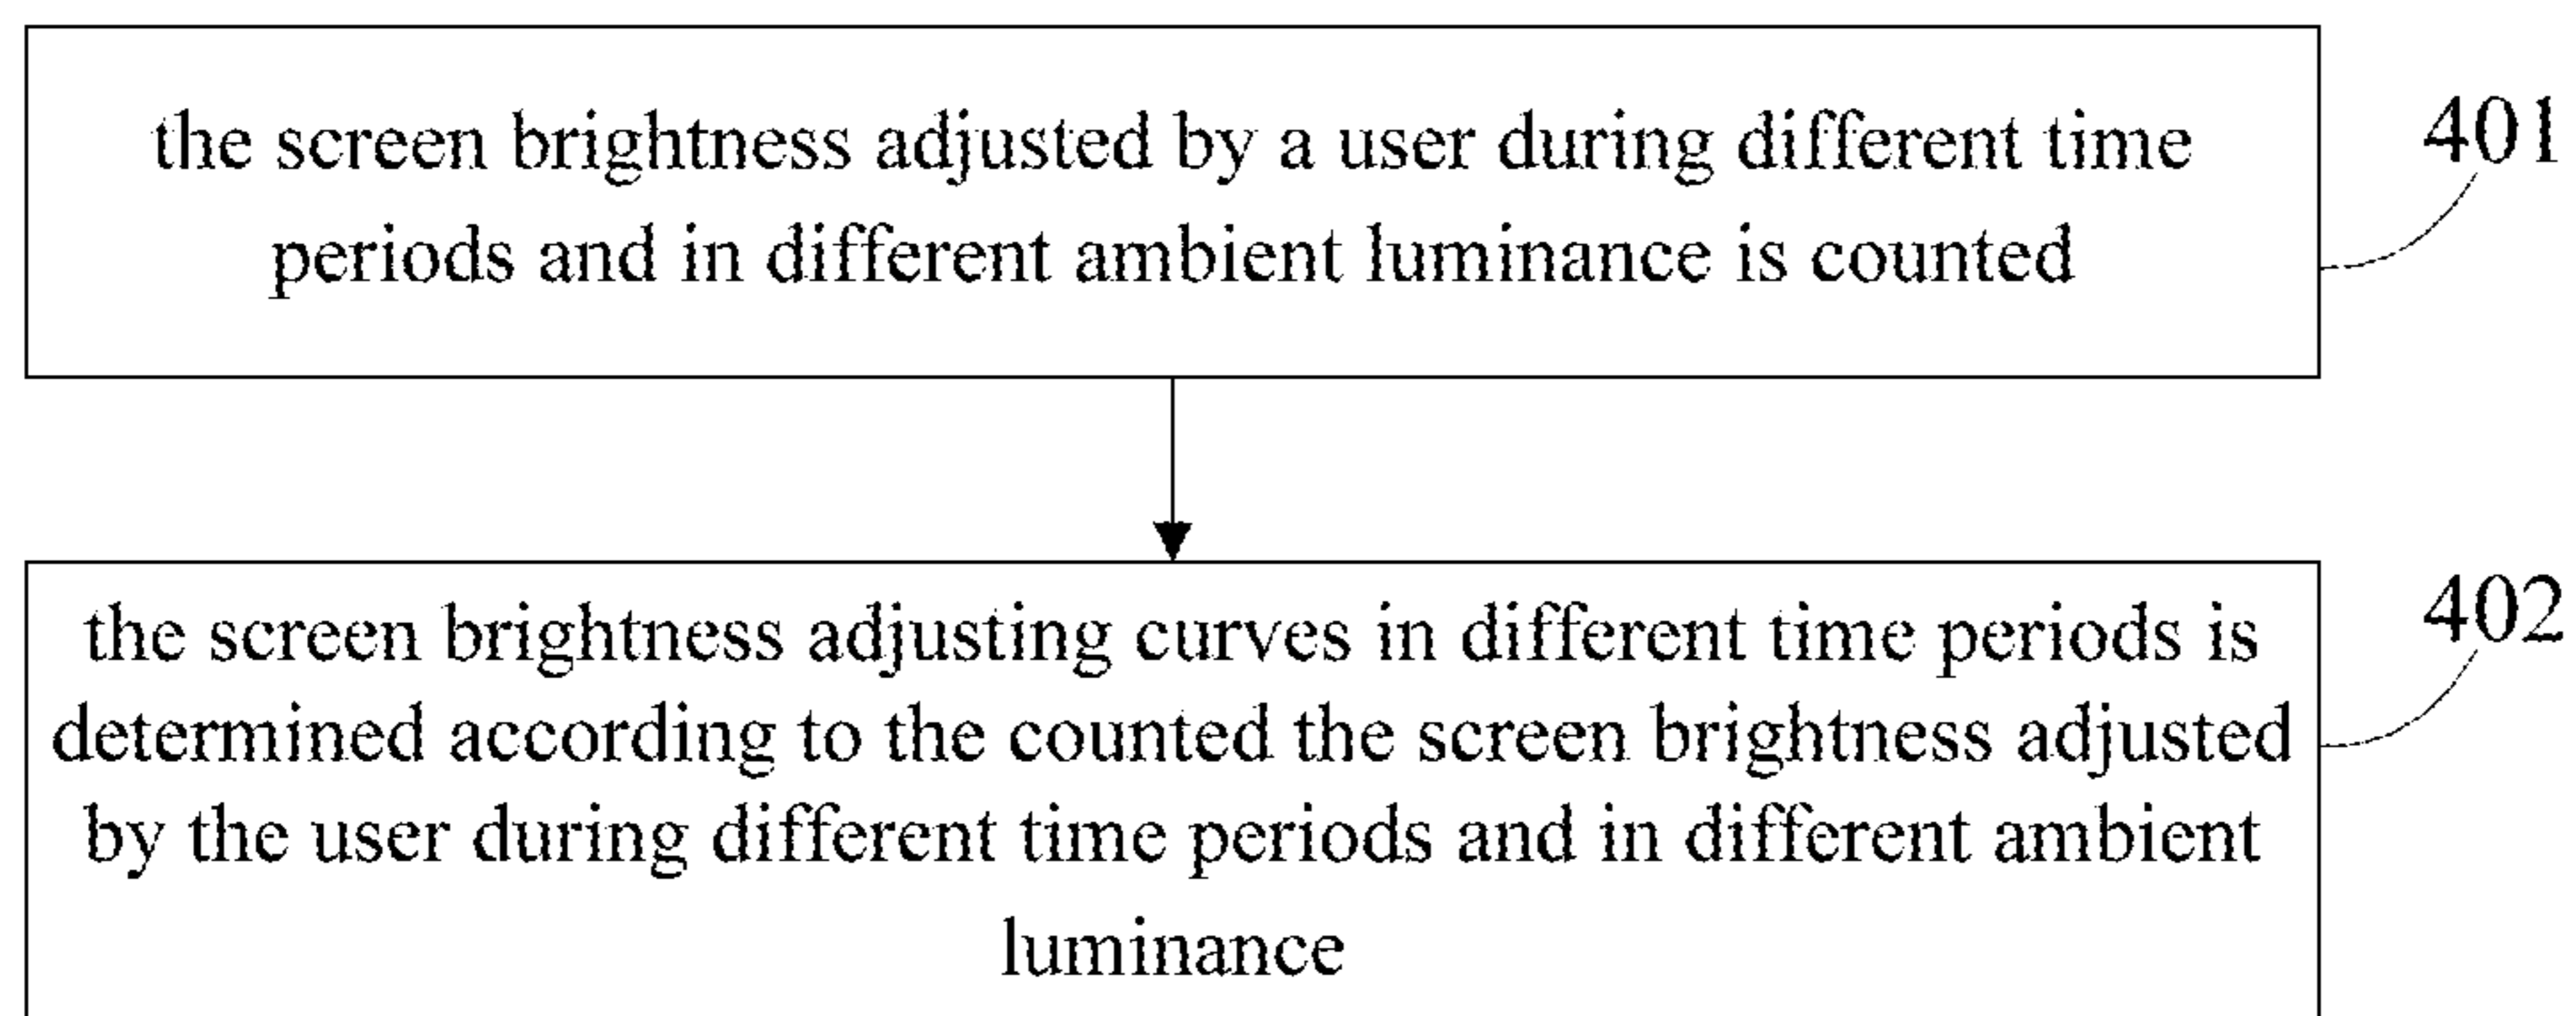 the screen brightness adjusted by a user during different time
periods and in different ambient luminance is counted
401
the screen brightness adjusting curves in different time periods is
determined according to the counted the screen brightness adjusted
by the user during different time periods and in different ambient
luminance
402